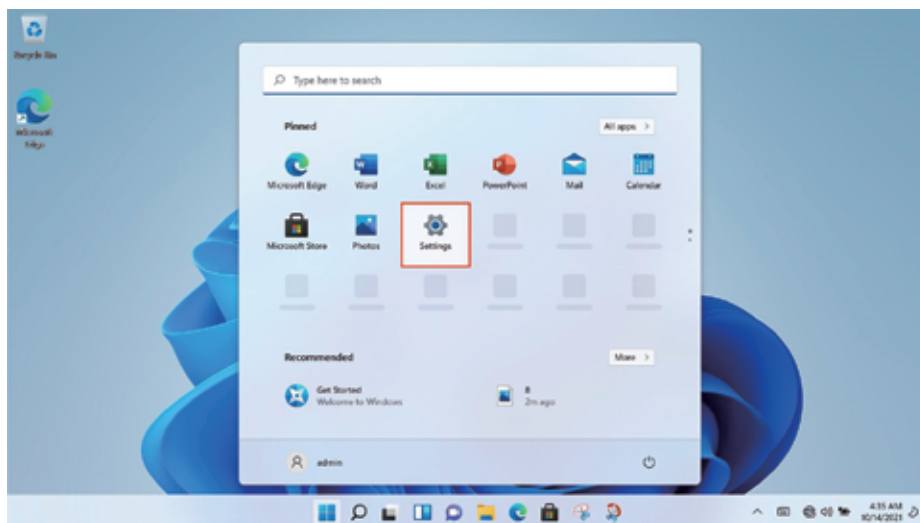 Recycle Bin
Microsoft
Edge
Type here to search
Pinned
All apps >
Microsoft Edge
Word
Excel
PowerPoint
Mail
Calendar
Microsoft Store
Photos
Settings
Recommended
More >
Get Started
Welcome to Windows
8
2m ago
admin
4:35 AM
10/14/2021